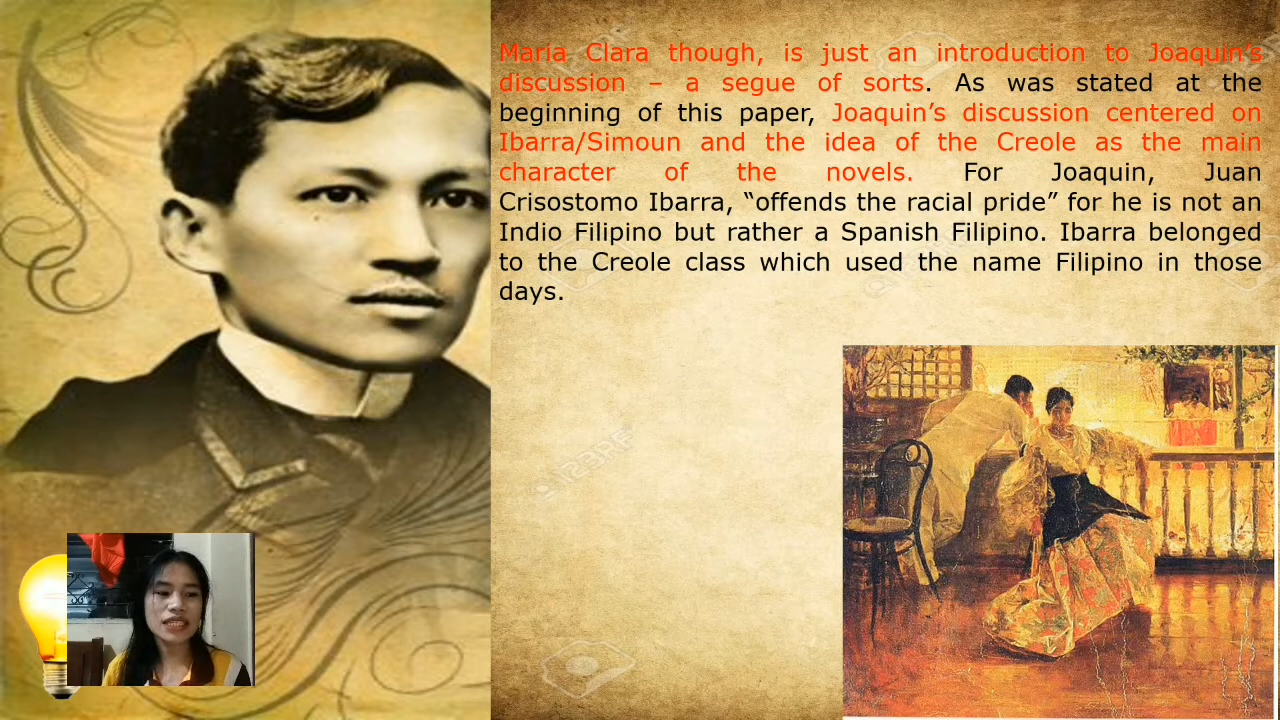 Maria Clara though, is just an introduction to Joaquin’s
discussion – a segue of sorts. As was stated at the
beginning of this paper, Joaquin’s discussion centered on
Ibarra/Simoun and the idea of the Creole as the main
character of the novels. For Joaquin, Juan
Crisostomo Ibarra, “offends the racial pride” for he is not an
Indio Filipino but rather a Spanish Filipino. Ibarra belonged
to the Creole class which used the name Filipino in those
days.